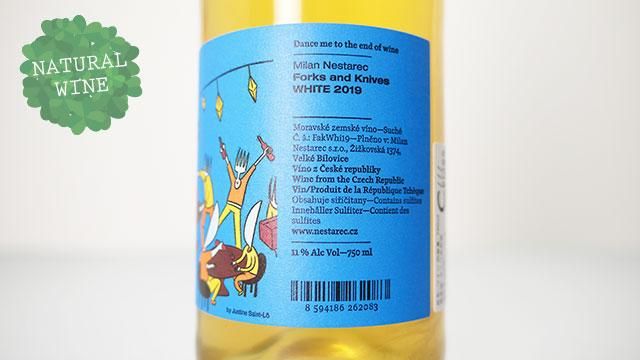 NATURAL
WINE
Dance me to the end of wine
Milan Nestarec
Forks and Knives
WHITE 2019
Moravské zemské víno—Suché
Č. š.: FakWhi19—Plněno v: Milan
Nestarec s.r.o., Žižkovská 1374,
Velké Bílovice
Víno z České republiky
Wine from the Czech Republic
Vin/Produit de la République Tchèque
Obsahuje siřičitany—Contains sulfites
Innehåller Sulfiter—Contient des
sulfites
www.nestarec.cz
11 % Alc Vol—750 ml
8 594186 262083
by Justine Saint-Lô